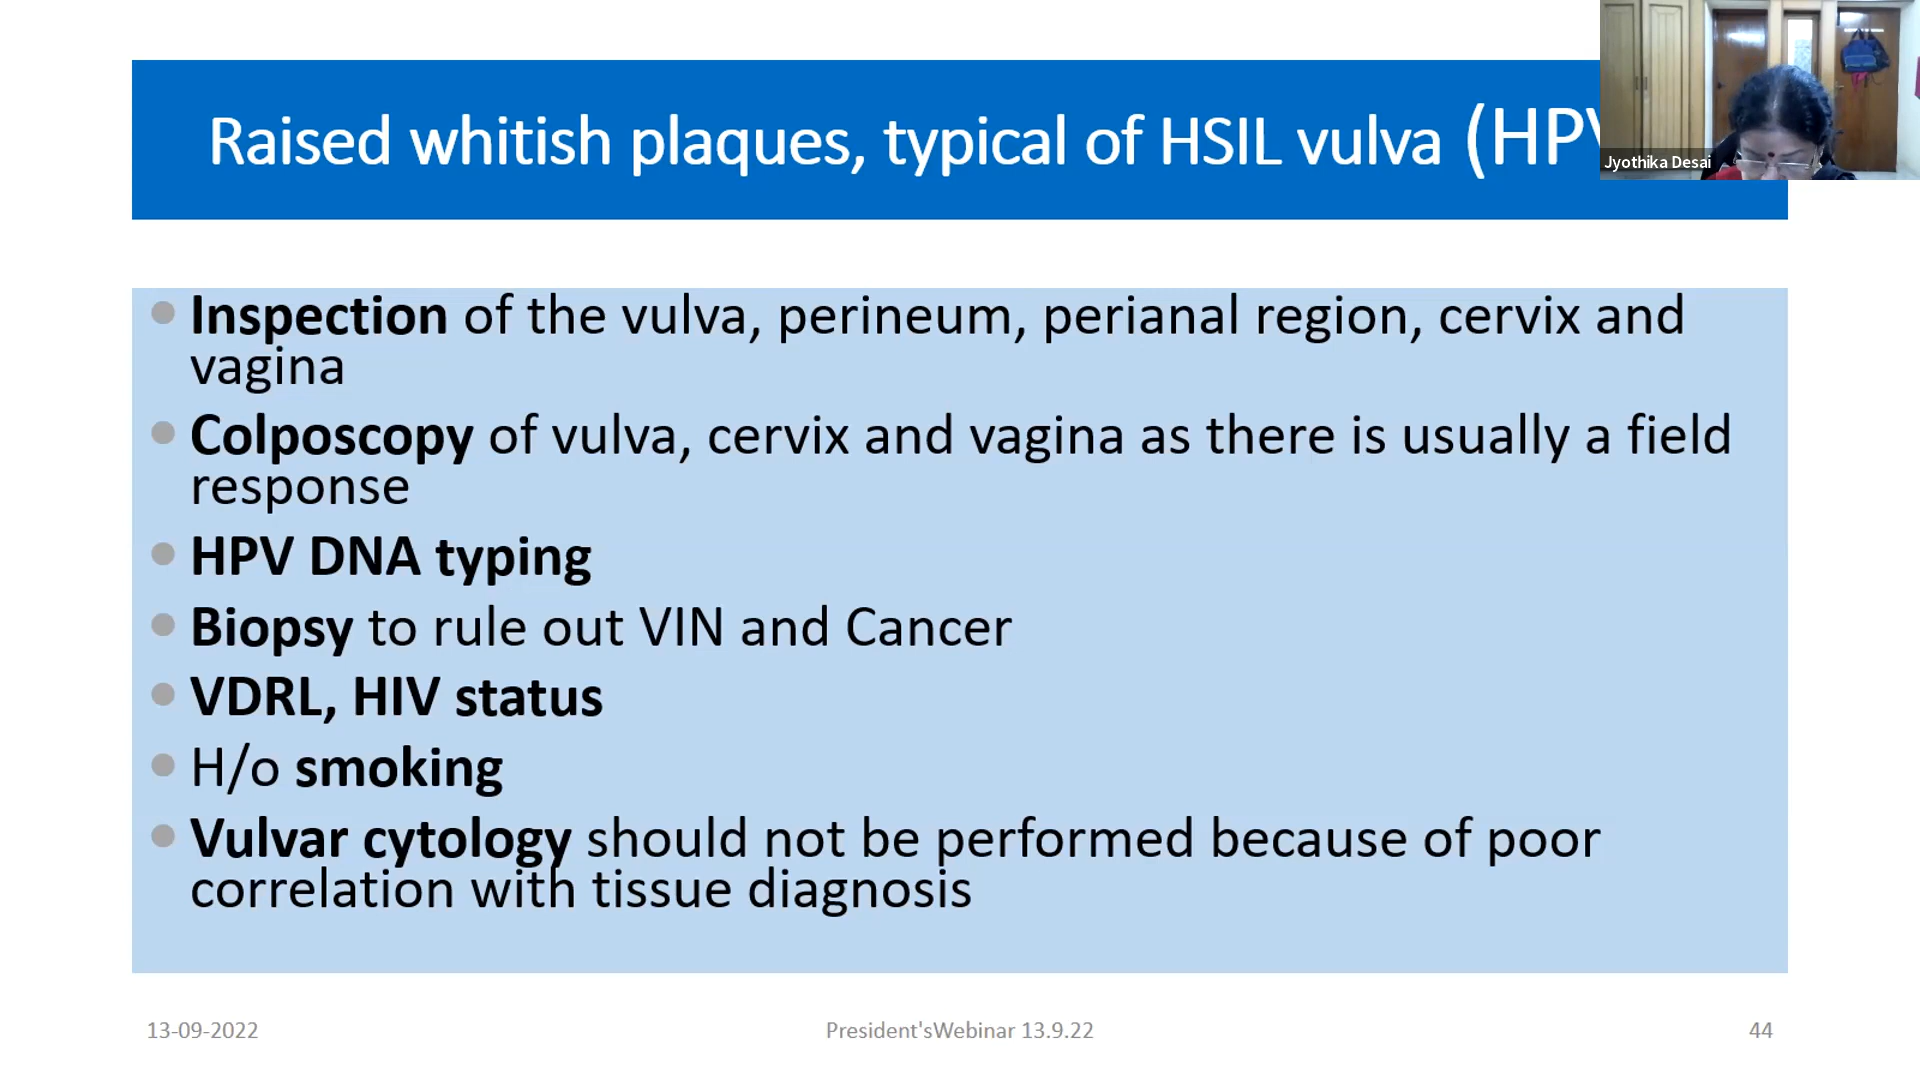 Raised whitish plaques, typical of HSIL vulva (HPV
Jyothika Desai
Inspection of the vulva, perineum, perianal region, cervix and
vagina
Colposcopy of vulva, cervix and vagina as there is usually a field
response
HPV DNA typing
Biopsy to rule out VIN and Cancer
VDRL, HIV status
H/o smoking
Vulvar cytology should not be performed because of poor
correlation with tissue diagnosis
13-09-2022
President'sWebinar 13.9.22
44